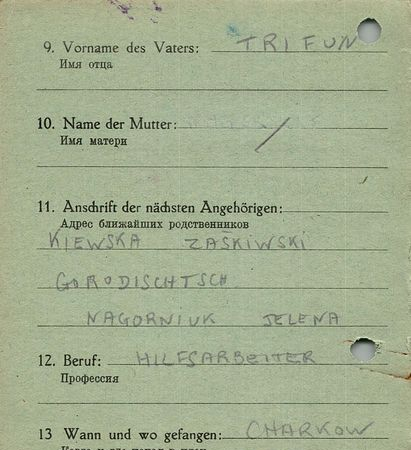 9. Vorname des Vaters: TRIFUN
Имя отца
10. Name der Mutter: /
Имя матери
11. Anschrift der nächsten Angehörigen:
Адрес ближайших родственников
KIEWSKA ZAŠKIWSKI
GORODISCHTSCH
NAGORNIUK JELENA
12. Beruf: HILFSARBEITER
Профессия
13 Wann und wo gefangen: CHARKOW